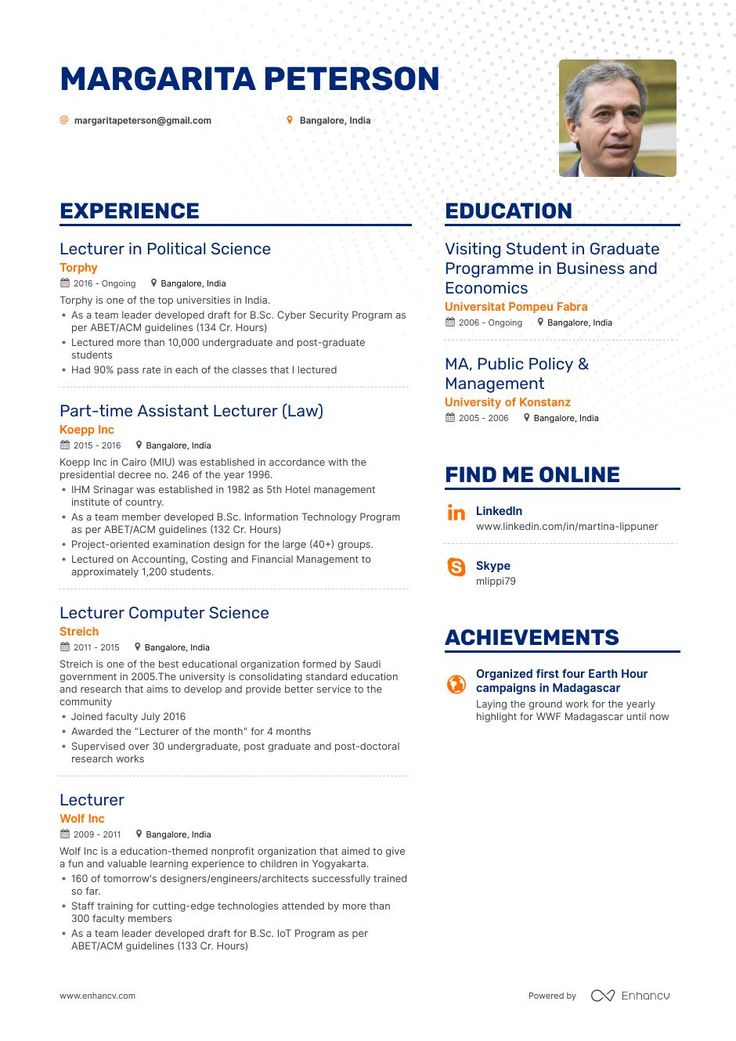 MARGARITA PETERSON
@ margaritapeterson@gmail.com Bangalore, India
EXPERIENCE
Lecturer in Political Science
Torphy
2016 - Ongoing Bangalore, India
Torphy is one of the top universities in India.
• As a team leader developed draft for B.Sc. Cyber Security Program as
per ABET/ACM guidelines (134 Cr. Hours)
• Lectured more than 10,000 undergraduate and post-graduate
students
• Had 90% pass rate in each of the classes that I lectured
Part-time Assistant Lecturer (Law)
Koepp Inc
2015 - 2016 Bangalore, India
Koepp Inc in Cairo (MIU) was established in accordance with the
presidential decree no. 246 of the year 1996.
• IHM Srinagar was established in 1982 as 5th Hotel management
institute of country.
• As a team member developed B.Sc. Information Technology Program
as per ABET/ACM guidelines (132 Cr. Hours)
• Project-oriented examination design for the large (40+) groups.
• Lectured on Accounting, Costing and Financial Management to
approximately 1,200 students.
Lecturer Computer Science
Streich
2011 - 2015 Bangalore, India
Streich is one of the best educational organization formed by Saudi
government in 2005.The university is consolidating standard education
and research that aims to develop and provide better service to the
community
• Joined faculty July 2016
• Awarded the "Lecturer of the month" for 4 months
• Supervised over 30 undergraduate, post graduate and post-doctoral
research works
Lecturer
Wolf Inc
2009 - 2011 Bangalore, India
Wolf Inc is a education-themed nonprofit organization that aimed to give
a fun and valuable learning experience to children in Yogyakarta.
• 160 of tomorrow's designers/engineers/architects successfully trained
so far.
• Staff training for cutting-edge technologies attended by more than
300 faculty members
• As a team leader developed draft for B.Sc. IoT Program as per
ABET/ACM guidelines (133 Cr. Hours)
EDUCATION
Visiting Student in Graduate
Programme in Business and
Economics
Universitat Pompeu Fabra
2006 - Ongoing Bangalore, India
MA, Public Policy &
Management
University of Konstanz
2005 - 2006 Bangalore, India
FIND ME ONLINE
in LinkedIn
www.linkedin.com/in/martina-lippuner
Skype
mlippi79
ACHIEVEMENTS
Organized first four Earth Hour
campaigns in Madagascar
Laying the ground work for the yearly
highlight for WWF Madagascar until now
www.enhancv.com
Powered by Enhancv